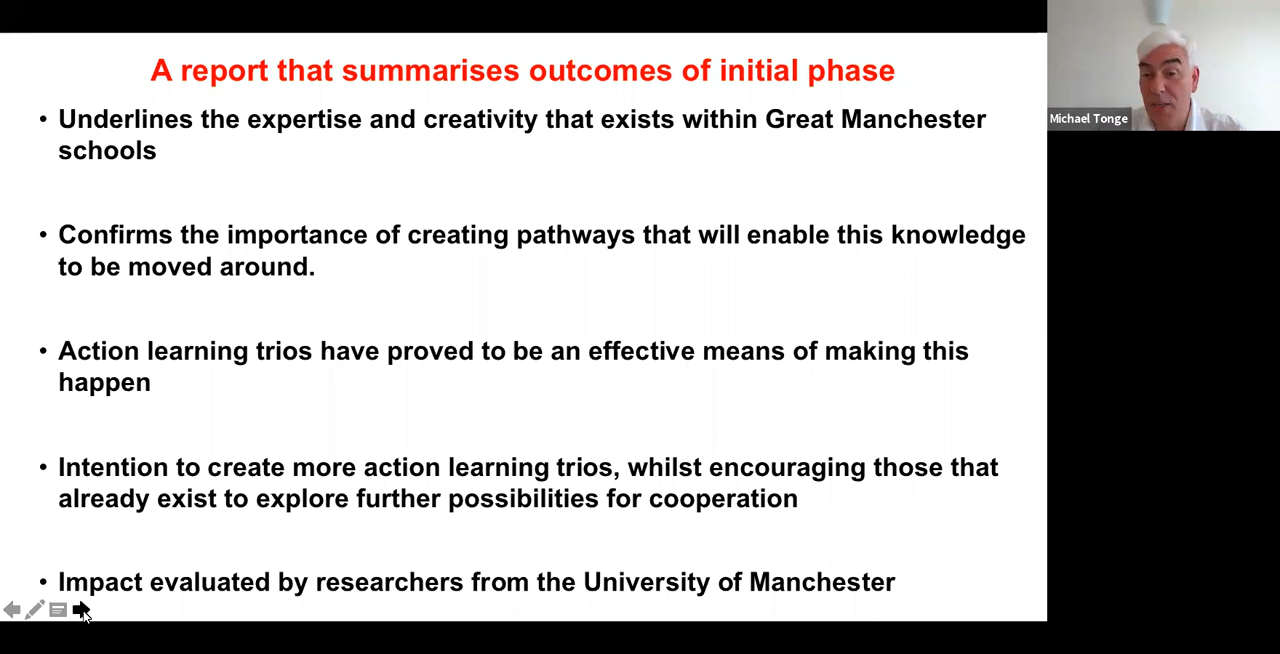 A report that summarises outcomes of initial phase
• Underlines the expertise and creativity that exists within Great Manchester
schools
• Confirms the importance of creating pathways that will enable this knowledge
to be moved around.
• Action learning trios have proved to be an effective means of making this
happen
• Intention to create more action learning trios, whilst encouraging those that
already exist to explore further possibilities for cooperation
• Impact evaluated by researchers from the University of Manchester
Michael Tonge